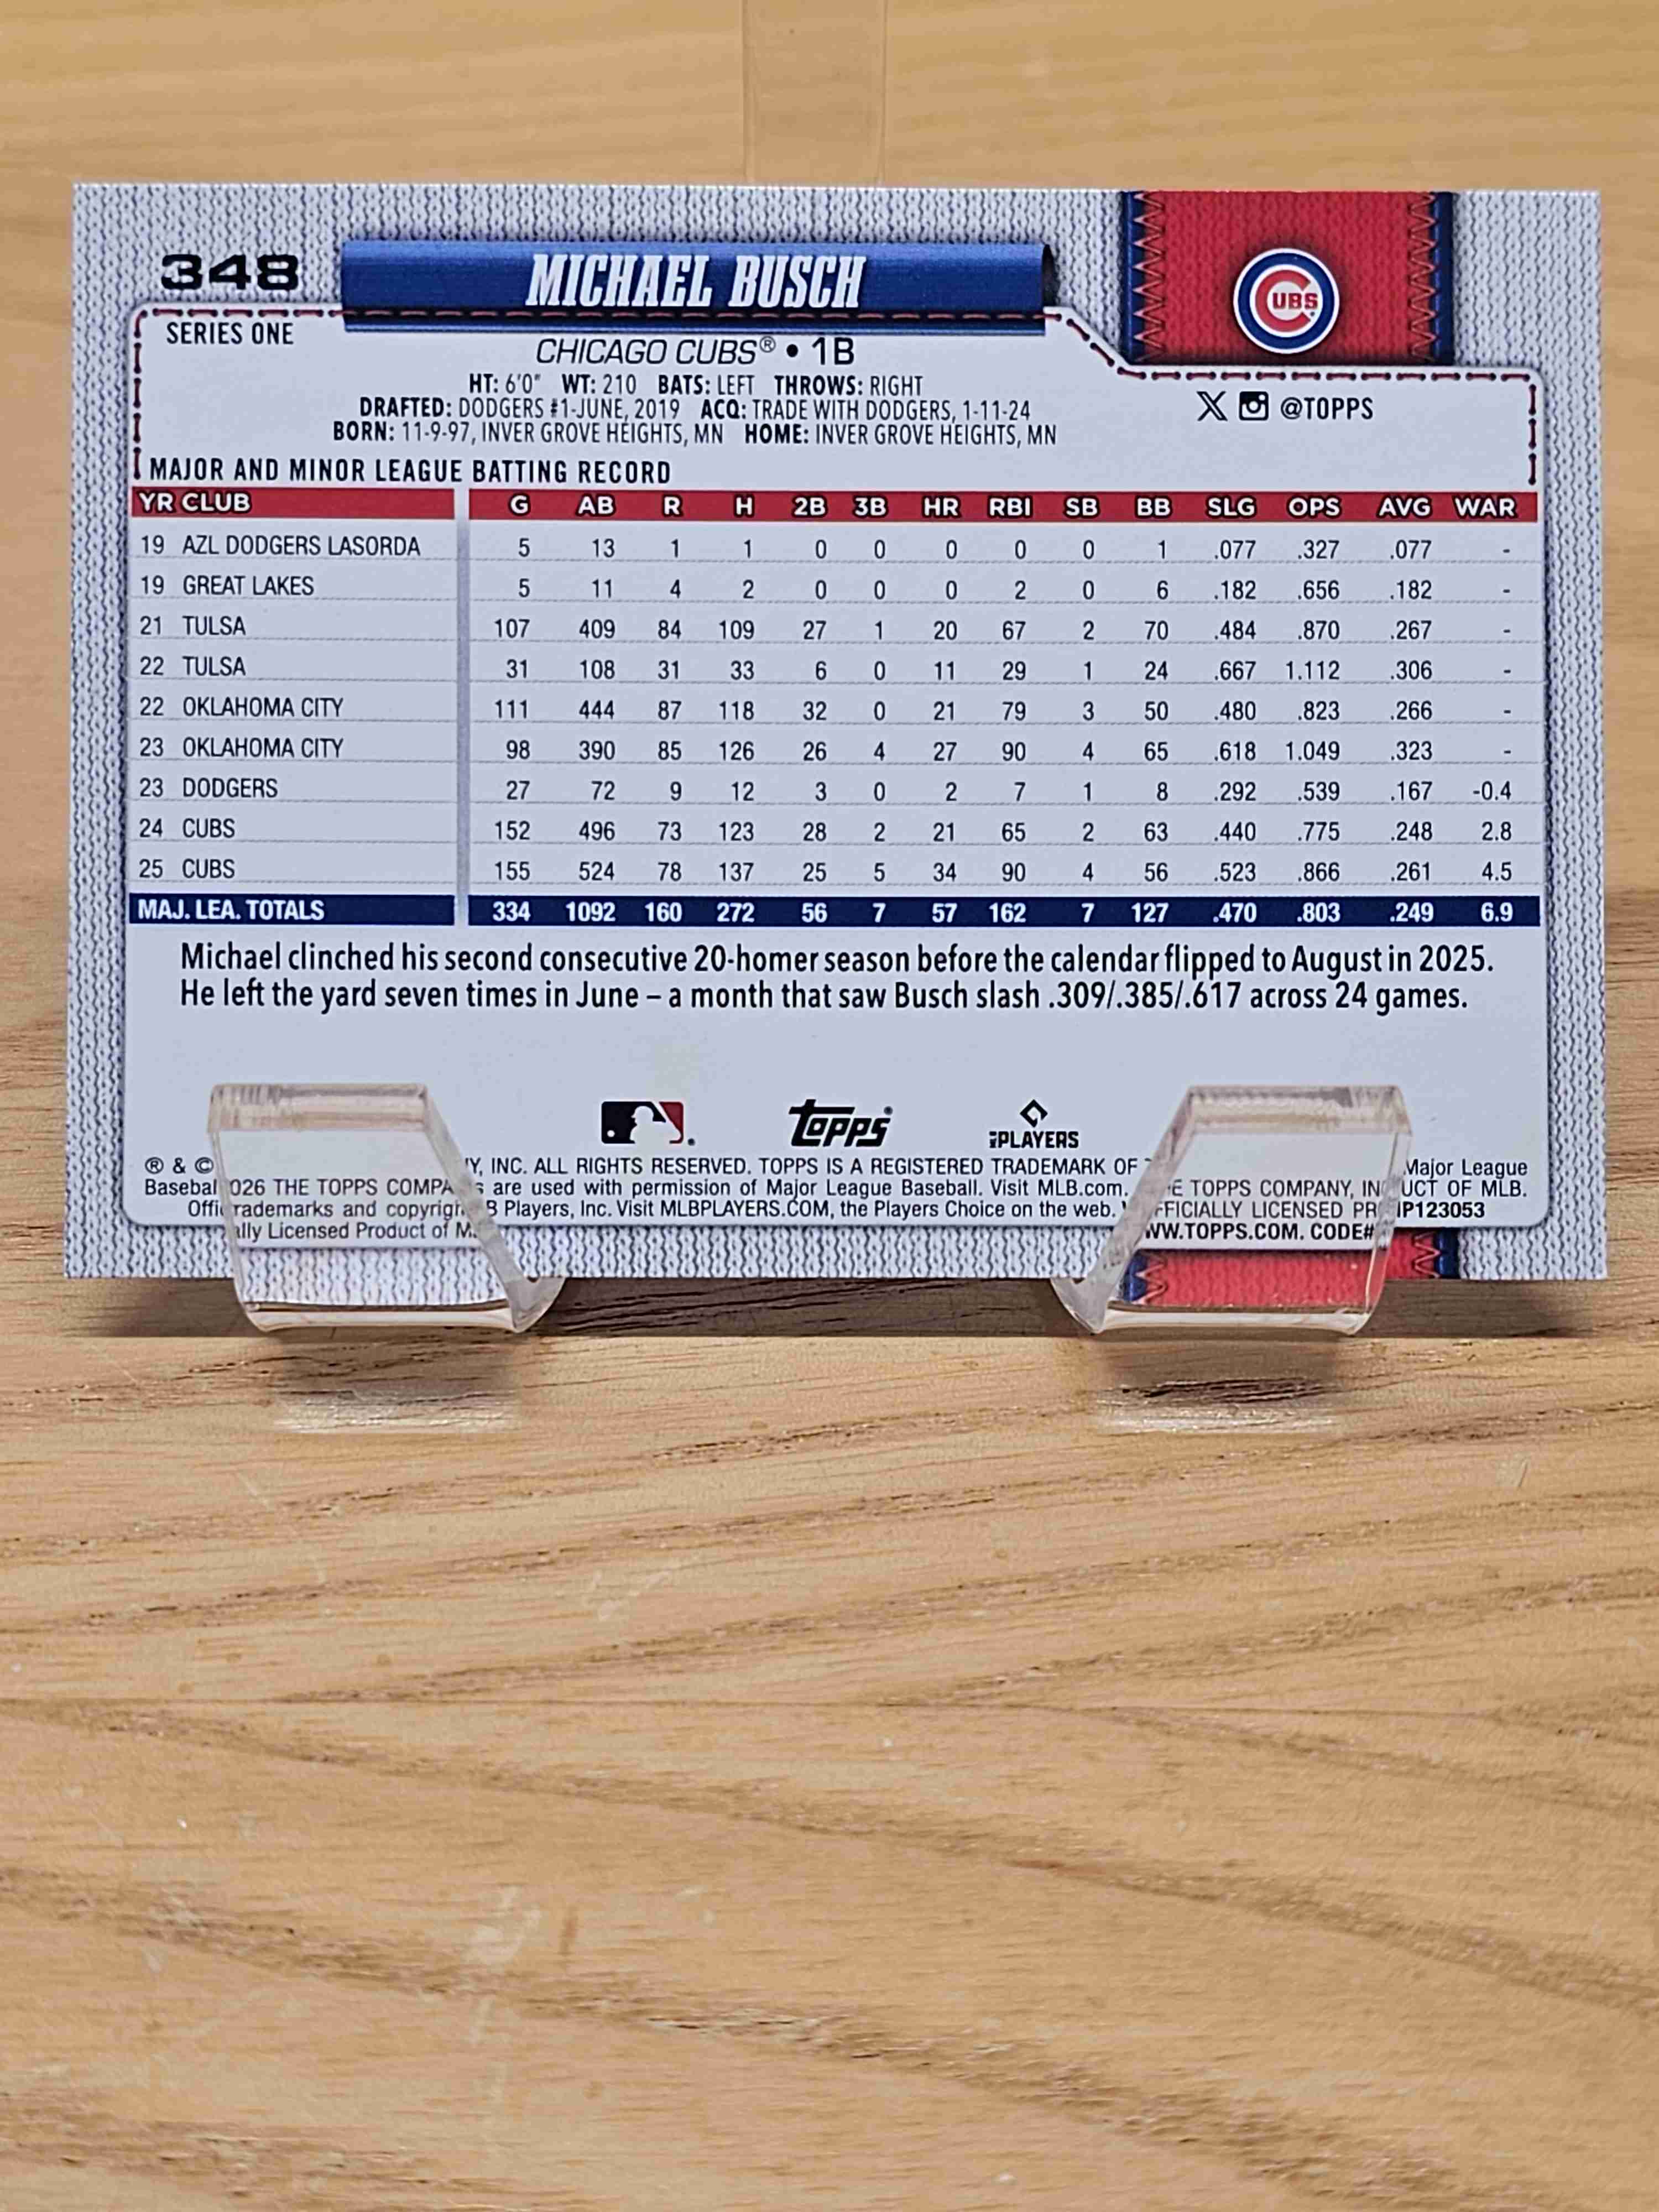 348
MICHAEL BUSCH
CUBS
SERIES ONE
CHICAGO CUBS® • 1B
HT: 6'0" WT: 210 BATS: LEFT THROWS: RIGHT
DRAFTED: DODGERS #1-JUNE, 2019 ACQ: TRADE WITH DODGERS, 1-11-24
BORN: 11-9-97, INVER GROVE HEIGHTS, MN HOME: INVER GROVE HEIGHTS, MN
@TOPPS
MAJOR AND MINOR LEAGUE BATTING RECORD
YR CLUB G AB R H 2B 3B HR RBI SB BB SLG OPS AVG WAR
19 AZL DODGERS LASORDA 5 13 1 1 0 0 0 0 0 1 .077 .327 .077 -
19 GREAT LAKES 5 11 4 2 0 0 0 2 0 6 .182 .656 .182 -
21 TULSA 107 409 84 109 27 1 20 67 2 70 .484 .870 .267 -
22 TULSA 31 108 31 33 6 0 11 29 1 24 .667 1.112 .306 -
22 OKLAHOMA CITY 111 444 87 118 32 0 21 79 3 50 .480 .823 .266 -
23 OKLAHOMA CITY 98 390 85 126 26 4 27 90 4 65 .618 1.049 .323 -
23 DODGERS 27 72 9 12 3 0 2 7 1 8 .292 .539 .167 -0.4
24 CUBS 152 496 73 123 28 2 21 65 2 63 .440 .775 .248 2.8
25 CUBS 155 524 78 137 25 5 34 90 4 56 .523 .866 .261 4.5
MAJ. LEA. TOTALS 334 1092 160 272 56 7 57 162 7 127 .470 .803 .249 6.9
Michael clinched his second consecutive 20-homer season before the calendar flipped to August in 2025.
He left the yard seven times in June – a month that saw Busch slash .309/.385/.617 across 24 games.
topps® PLAYERS
® & © INC. ALL RIGHTS RESERVED. TOPPS IS A REGISTERED TRADEMARK OF THE TOPPS COMPANY, Major League
026 THE TOPPS are used with permission of Major League Baseball. Visit MLB.com. OF MLB.
trademarks and Players, Inc. Visit MLBPLAYERS.COM, the Players Choice on the web. LICENSED
Licensed Product of WWW.TOPPS.COM. CODE# P123053